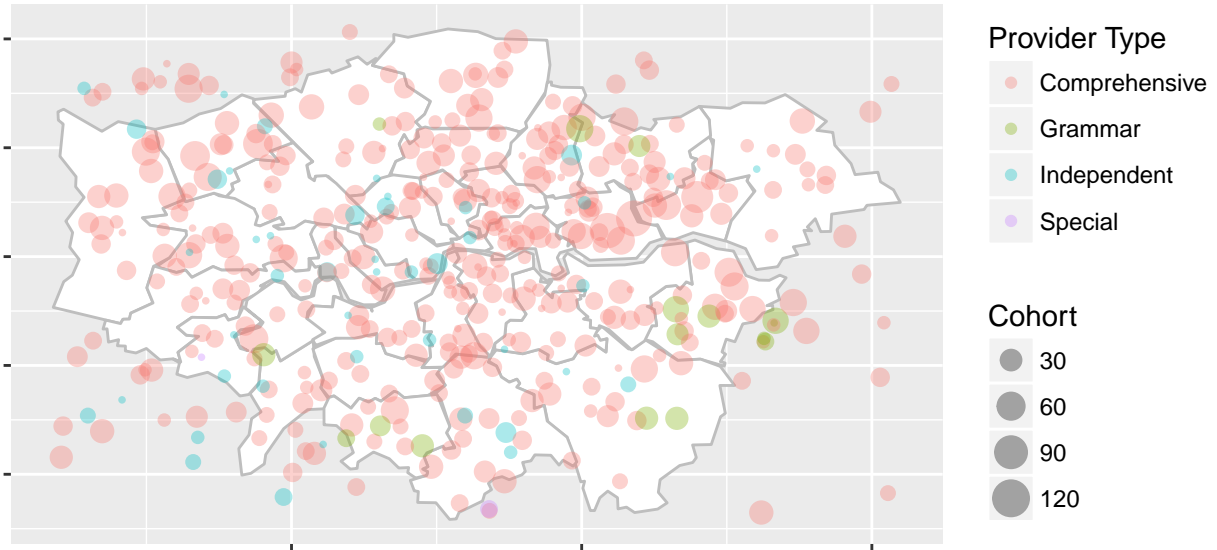 Provider Type
Comprehensive
Grammar
Independent
Special
Cohort
30
60
90
120